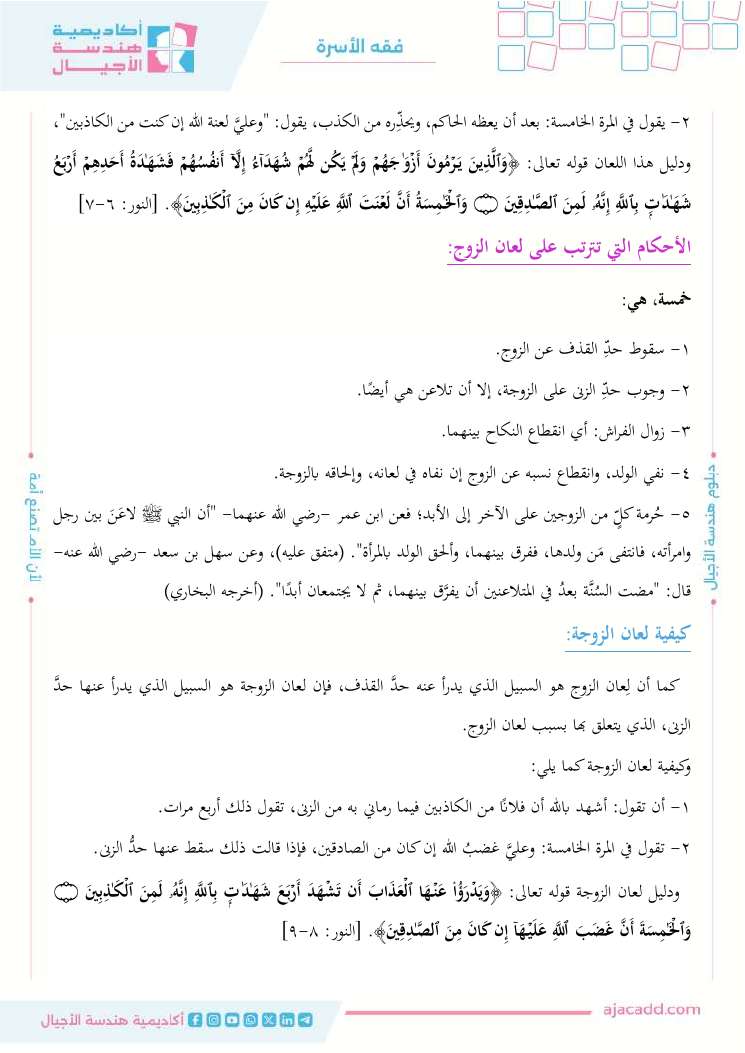 أكاديمية
هندسة
الأجيال
فقه الأسرة
٢- يقول في المرة الخامسة: بعد أن يعظه الحاكم، ويحذِّره من الكذب، يقول: "وعليَّ لعنة الله إن كنت من الكاذبين"،
ودليل هذا اللعان قوله تعالى: ﴿وَٱلَّذِينَ يَرْمُونَ أَزْوَٰجَهُمْ وَلَمْ يَكُن لَّهُمْ شُهَدَآءُ إِلَّآ أَنفُسُهُمْ فَشَهَٰدَةُ أَحَدِهِمْ أَرْبَعُ
شَهَٰدَٰتٍۭ بِٱللَّهِ إِنَّهُۥ لَمِنَ ٱلصَّٰدِقِينَ ۝ وَٱلْخَٰمِسَةُ أَنَّ لَعْنَتَ ٱللَّهِ عَلَيْهِ إِن كَانَ مِنَ ٱلْكَٰذِبِينَ﴾. [النور: ٦-٧]
الأحكام التي تترتب على لعان الزوج:
خمسة، هي:
١- سقوط حدِّ القذف عن الزوج.
٢- وجوب حدِّ الزنى على الزوجة، إلا أن تلاعن هي أيضًا.
٣- زوال الفراش: أي انقطاع النكاح بينهما.
٤- نفي الولد، وانقطاع نسبه عن الزوج إن نفاه في لعانه، وإلحاقه بالزوجة.
٥- حُرمة كلٍّ من الزوجين على الآخر إلى الأبد؛ فعن ابن عمر -رضي الله عنهما- "أن النبي ﷺ لاعَنَ بين رجل
وامرأته، فانتفى مَن ولدها، ففرق بينهما، وألحق الولد بالمرأة". (متفق عليه)، وعن سهل بن سعد -رضي الله عنه-
قال: "مضت السُنَّة بعدُ في المتلاعنين أن يفرَّق بينهما، ثم لا يجتمعان أبدًا". (أخرجه البخاري)
كيفية لعان الزوجة:
كما أن لِعان الزوج هو السبيل الذي يدرأ عنه حدَّ القذف، فإن لعان الزوجة هو السبيل الذي يدرأ عنها حدَّ
الزنى، الذي يتعلق بها بسبب لعان الزوج.
وكيفية لعان الزوجة كما يلي:
١- أن تقول: أشهد بالله أن فلانًا من الكاذبين فيما رماني به من الزنى، تقول ذلك أربع مرات.
٢- تقول في المرة الخامسة: وعليَّ غضبُ الله إن كان من الصادقين، فإذا قالت ذلك سقط عنها حدُّ الزنى.
ودليل لعان الزوجة قوله تعالى: ﴿وَيَدْرَؤُا۟ عَنْهَا ٱلْعَذَابَ أَن تَشْهَدَ أَرْبَعَ شَهَٰدَٰتٍۭ بِٱللَّهِ إِنَّهُۥ لَمِنَ ٱلْكَٰذِبِينَ ۝
وَٱلْخَٰمِسَةَ أَنَّ غَضَبَ ٱللَّهِ عَلَيْهَآ إِن كَانَ مِنَ ٱلصَّٰدِقِينَ﴾. [النور: ٨-٩]
دبلوم هندسة الأجيال
لأن الأم تصنع أمة
ajacadd.com
أكاديمية هندسة الأجيال